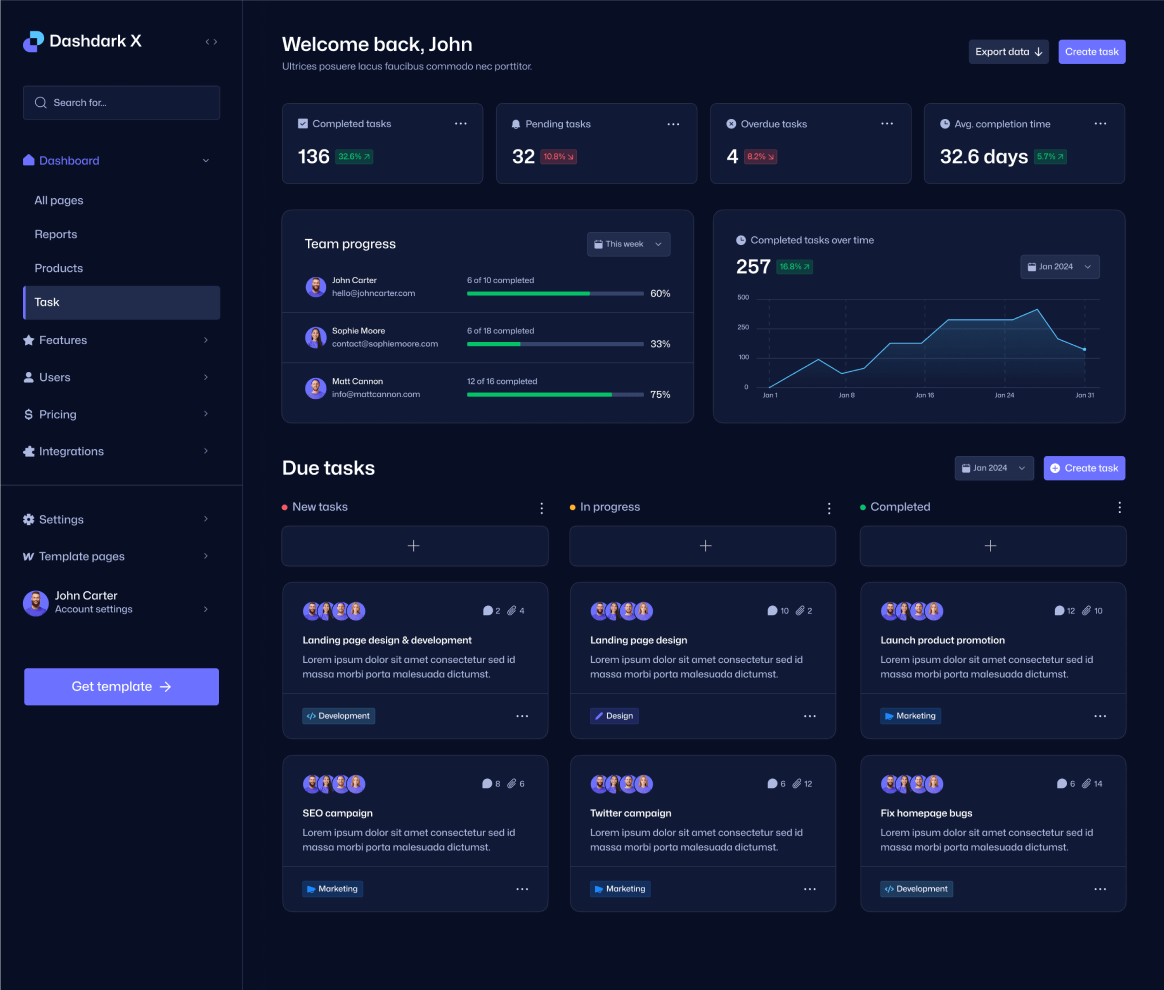 Dashdark X
Search for...
Dashboard
All pages
Reports
Products
Task
Features
Users
Pricing
Integrations
Settings
Template pages
John Carter
Account settings
Get template
Welcome back, John
Ultrices posuere lacus faucibus commodo nec porttitor.
Export data
Create task
Completed tasks
136 32.6%
Pending tasks
32 10.8%
Overdue tasks
4 8.2%
Avg. completion time
32.6 days 5.7%
Team progress
This week
John Carter
hello@johncarter.com
6 of 10 completed
60%
Sophie Moore
contact@sophiemoore.com
6 of 18 completed
33%
Matt Cannon
info@mattcannon.com
12 of 16 completed
75%
Completed tasks over time
257 16.8%
Jan 2024
500
250
100
0
Jan 1 Jan 8 Jan 16 Jan 24 Jan 31
Due tasks
Jan 2024
Create task
New tasks
2 4
Landing page design & development
Lorem ipsum dolor sit amet consectetur sed id
massa morbi porta malesuada dictumst.
Development
8 6
SEO campaign
Lorem ipsum dolor sit amet consectetur sed id
massa morbi porta malesuada dictumst.
Marketing
In progress
10 2
Landing page design
Lorem ipsum dolor sit amet consectetur sed id
massa morbi porta malesuada dictumst.
Design
6 12
Twitter campaign
Lorem ipsum dolor sit amet consectetur sed id
massa morbi porta malesuada dictumst.
Marketing
Completed
12 10
Launch product promotion
Lorem ipsum dolor sit amet consectetur sed id
massa morbi porta malesuada dictumst.
Marketing
6 14
Fix homepage bugs
Lorem ipsum dolor sit amet consectetur sed id
massa morbi porta malesuada dictumst.
Development